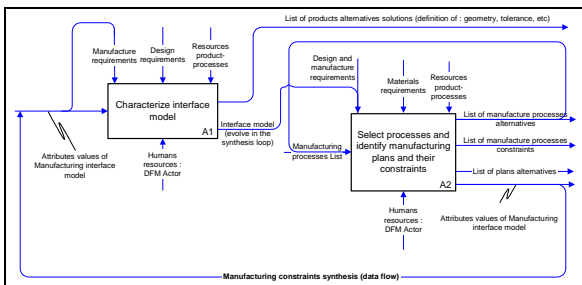 List of products alternatives solutions (definition of : geometry, tolerance, etc)
Manufacture
requirements
Design
requirements
Resources
product-
processes
Characterize interface
model
A1
Interface model
(evolve in the
synthesis loop)
Attributes values of
Manufacturing interface
model
Humans
resources :
DFM Actor
Design and
manufacture
requirements
Materials
requirements
Resources
product-
processes
Manufacturing
processes List
Select processes and
identify manufacturing
plans and their
constraints
A2
List of manufacture processes
alternatives
List of manufacture processes
constraints
List of plans alternatives
Humans
resources :
DFM Actor
Attributes values of Manufacturing
interface model
Manufacturing constraints synthesis (data flow)